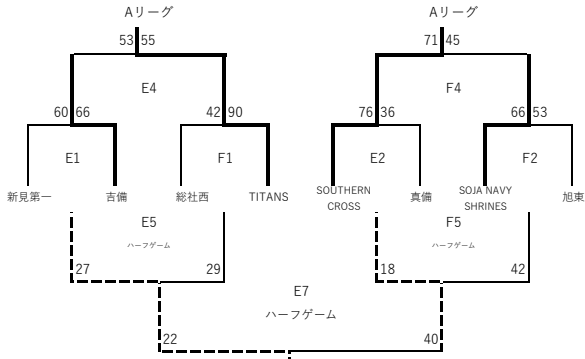 Aリーグ Aリーグ
53 55 71 45
E4 F4
60 66 42 90 76 36 66 53
E1 F1 E2 F2
新見第一 吉備 総社西 TITANS SOUTHERN CROSS 真備 SOJA NAVY SHRINES 旭東
E5 F5
ハーフゲーム ハーフゲーム
27 29 18 42
E7
ハーフゲーム
22 40